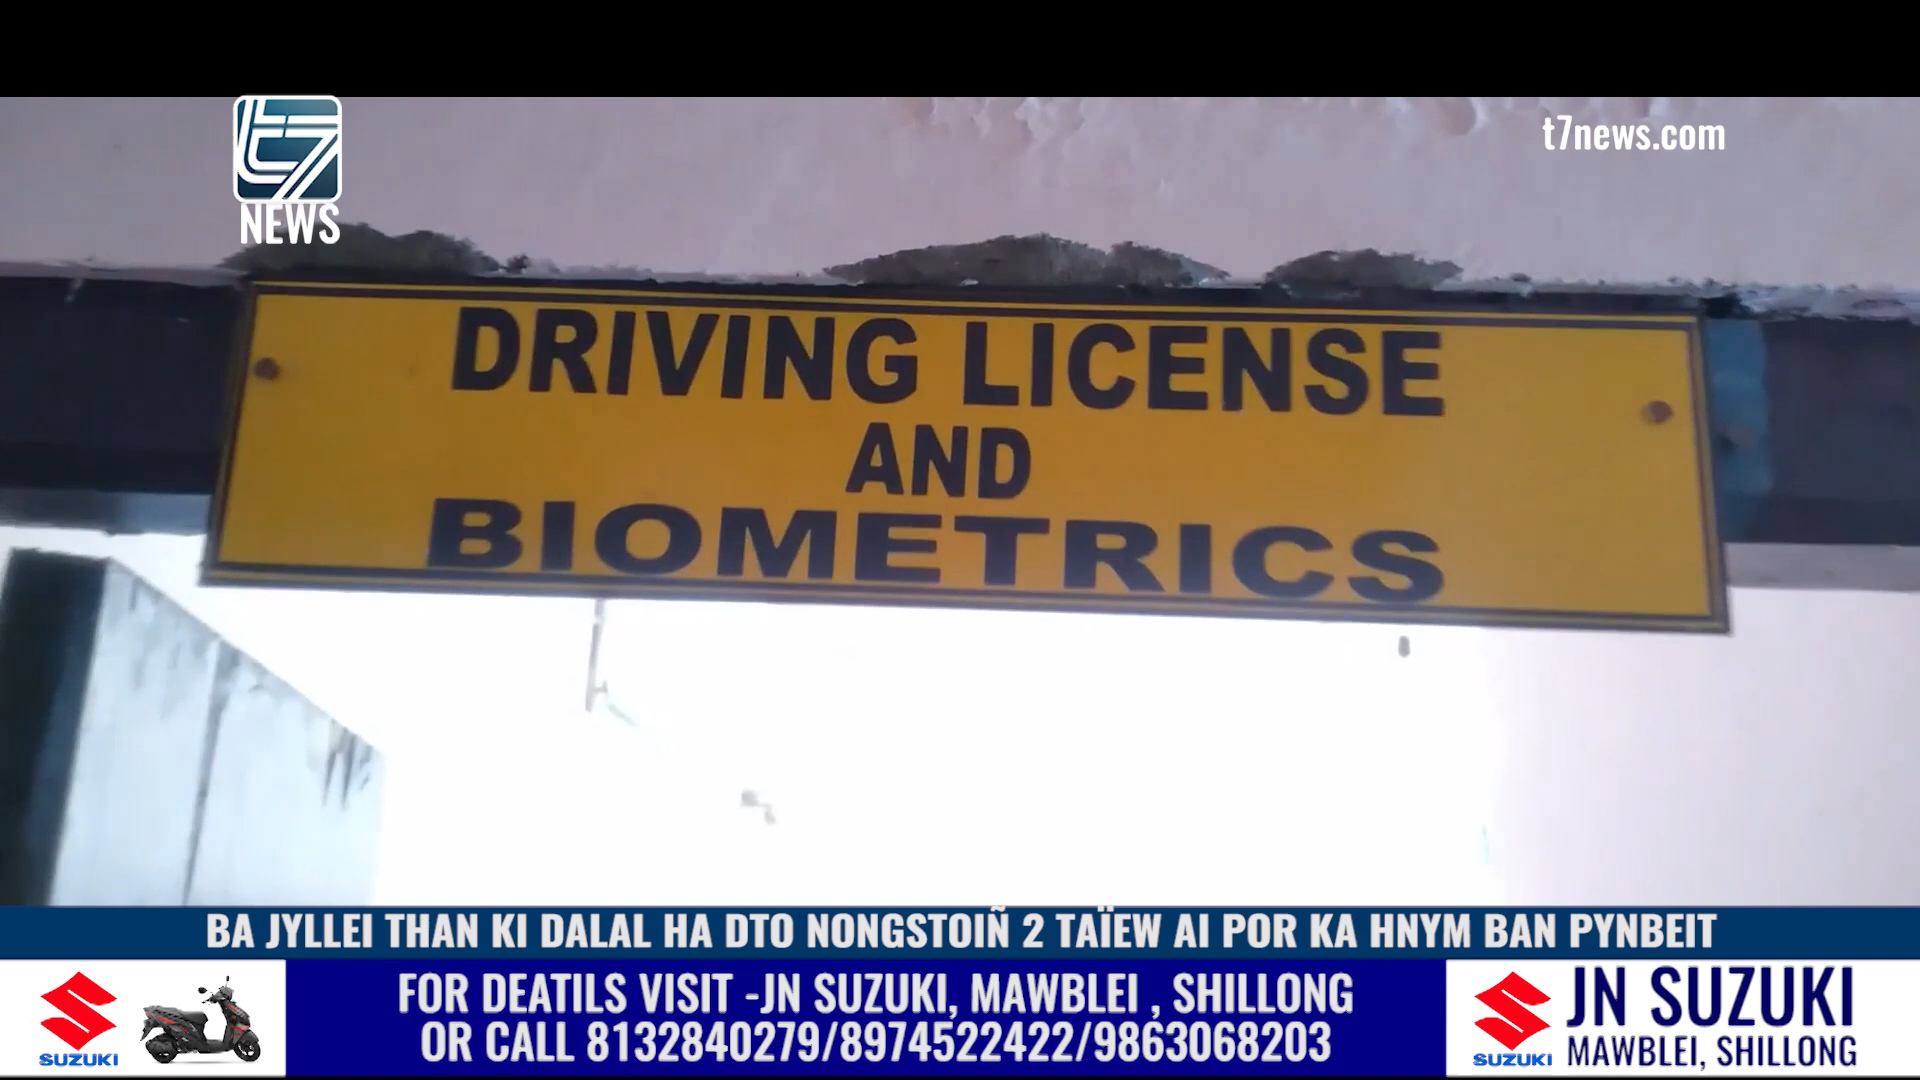 t7
NEWS
t7news.com
DRIVING LICENSE
AND
BIOMETRICS
BA JYLLEI THAN KI DALAL HA DTO NONGSTOIÑ 2 TAÏEW AI POR KA HNYM BAN PYNBEIT
SUZUKI
FOR DEATILS VISIT -JN SUZUKI, MAWBLEI , SHILLONG
OR CALL 8132840279/8974522422/9863068203
SUZUKI
JN SUZUKI
MAWBLEI, SHILLONG